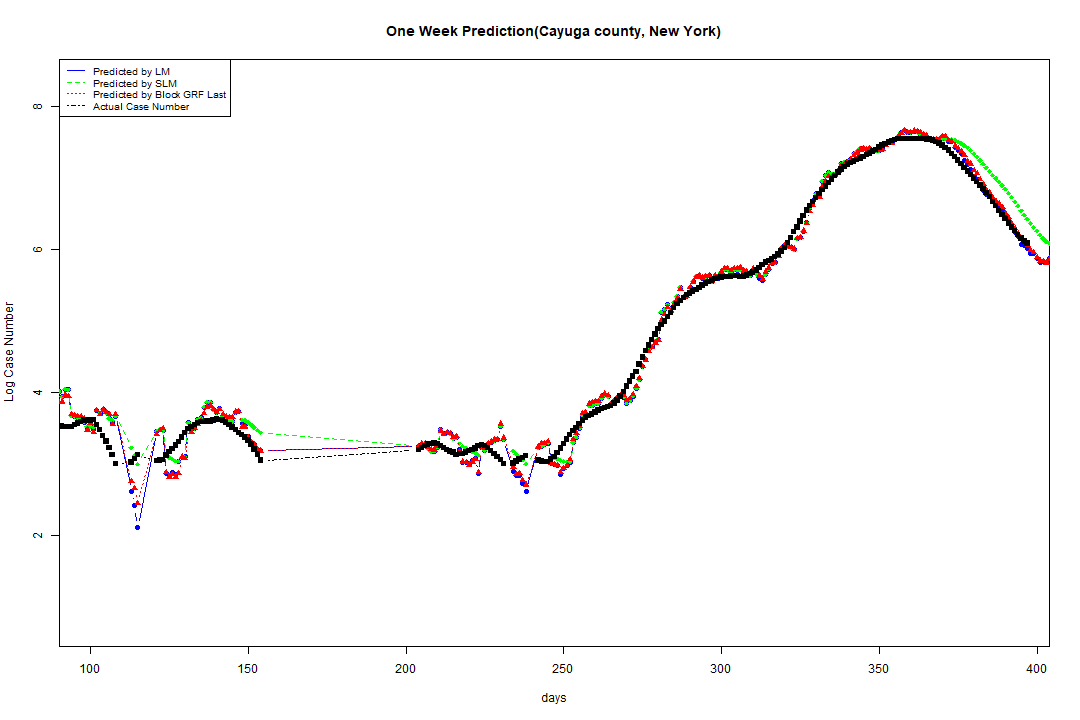 One Week Prediction(Cayuga county, New York)
Predicted by LM
Predicted by SLM
Predicted by Block GRF Last
Actual Case Number
8
6
4
2
Log Case Number
100 150 200 250 300 350 400
days